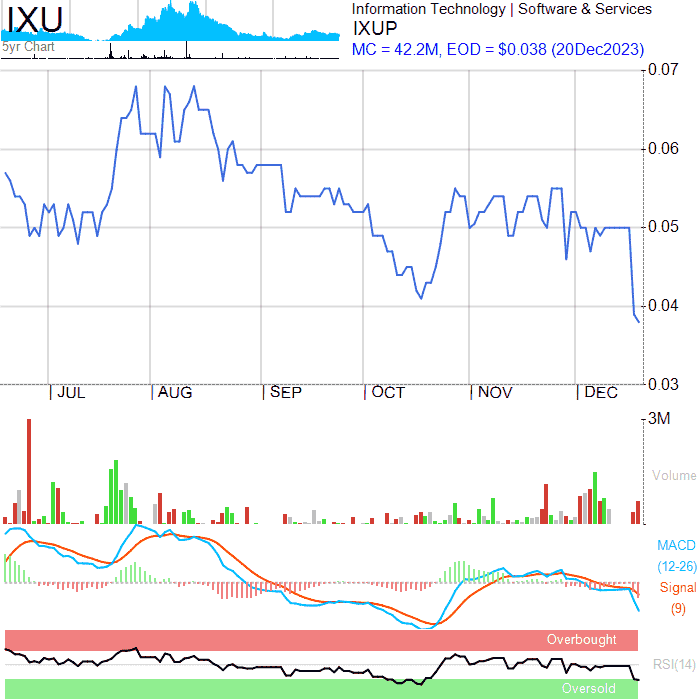 IXU
5yr Chart
Information Technology | Software & Services
IXUP
MC = 42.2M, EOD = $0.038 (20Dec2023)
0.07
0.06
0.05
0.04
0.03
JUL AUG SEP OCT NOV DEC
3M
Volume
MACD
(12-26)
Signal
(9)
Overbought
RSI(14)
Oversold